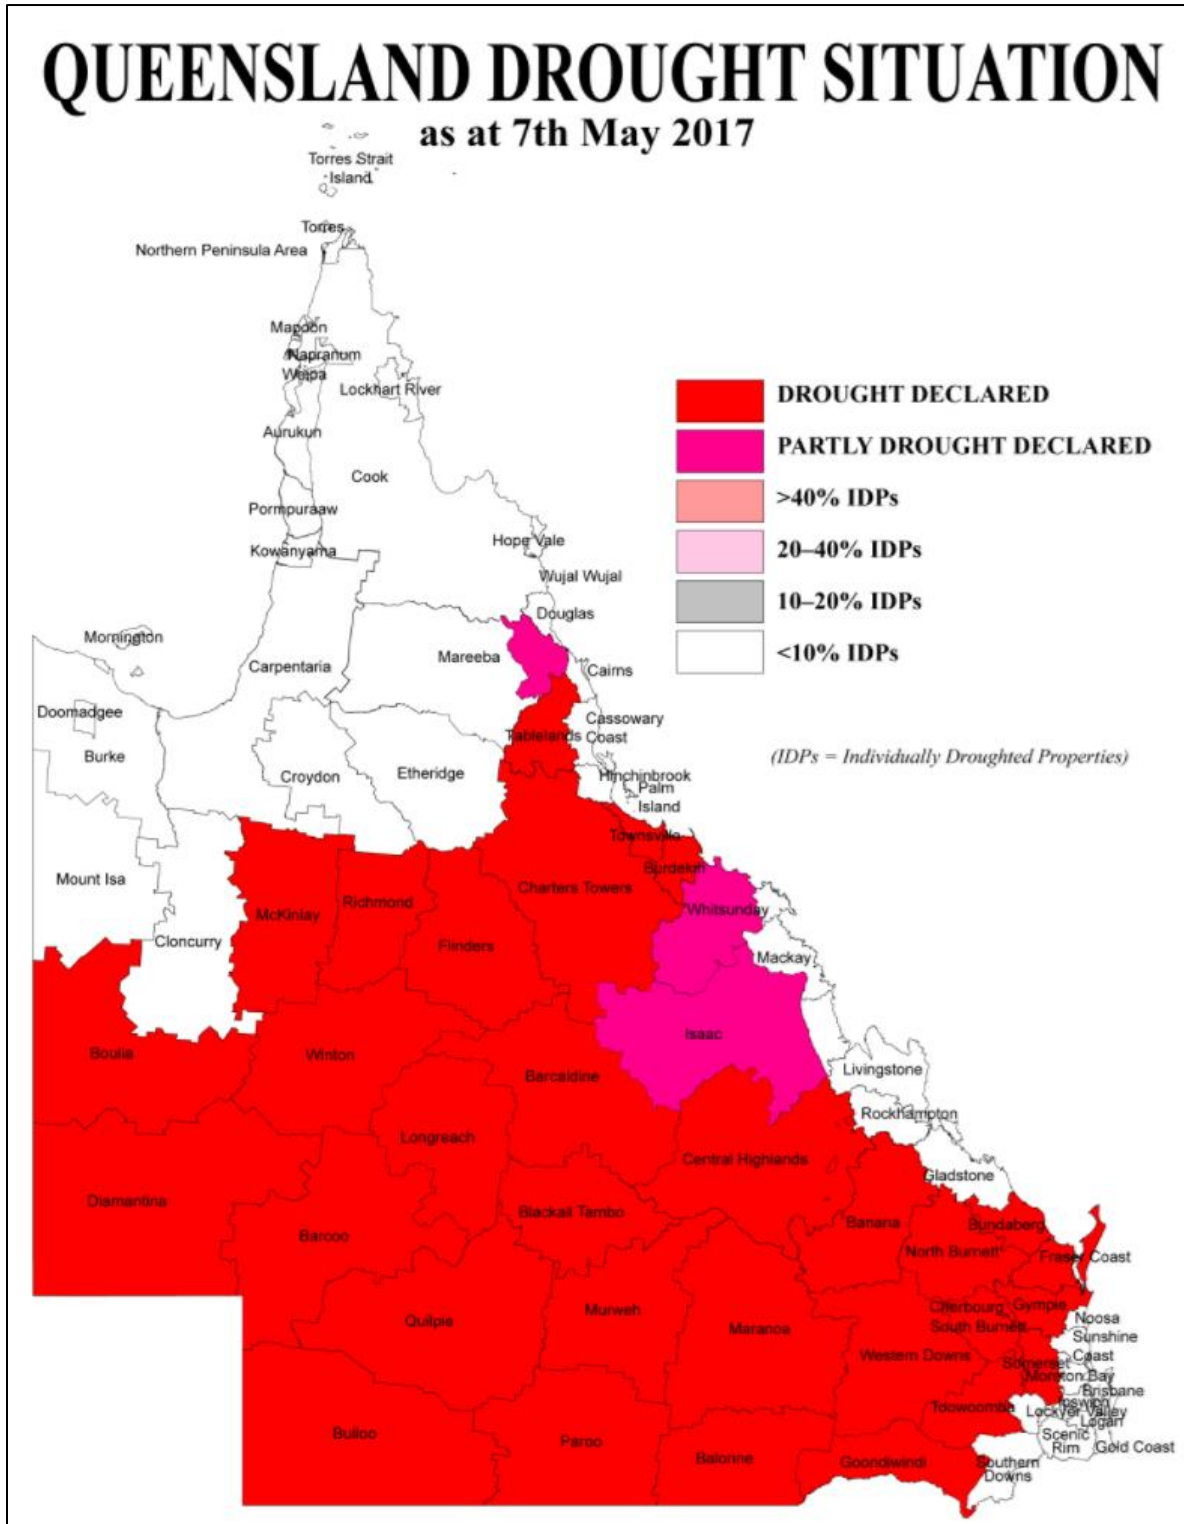 QUEENSLAND DROUGHT SITUATION
as at 7th May 2017
Torres Strait
Island
Torres
Northern Peninsula Area
Mapoon
Napranum
Weipa
Lockhart River
Aurukun
Cook
Pormpuraaw
Kowanyama
Hope Vale
Wujal Wujal
Douglas
DROUGHT DECLARED
PARTLY DROUGHT DECLARED
>40% IDPs
20–40% IDPs
10–20% IDPs
<10% IDPs
(IDPs = Individually Droughted Properties)
Mornington
Carpentaria
Mareeba
Cairns
Doomadgee
Burke
Croydon
Etheridge
Tablelands
Cassowary
Coast
Hinchinbrook
Palm
Island
Townsville
Burdekin
Mount Isa
Cloncurry
McKinlay
Richmond
Flinders
Charters Towers
Whitsunday
Mackay
Isaac
Boulia
Winton
Barcaldine
Livingstone
Rockhampton
Longreach
Central Highlands
Gladstone
Diamantina
Barcoo
Blackall Tambo
Banana
Bundaberg
North Burnett
Fraser Coast
Quilpie
Murweh
Maranoa
Cherbourg
Gympie
South Burnett
Noosa
Sunshine
Coast
Western Downs
Somerset
Moreton Bay
Brisbane
Ipswich
Toowoomba
Lockyer Valley
Logan
Bulloo
Paroo
Balonne
Goondiwindi
Scenic
Rim
Gold Coast
Southern
Downs